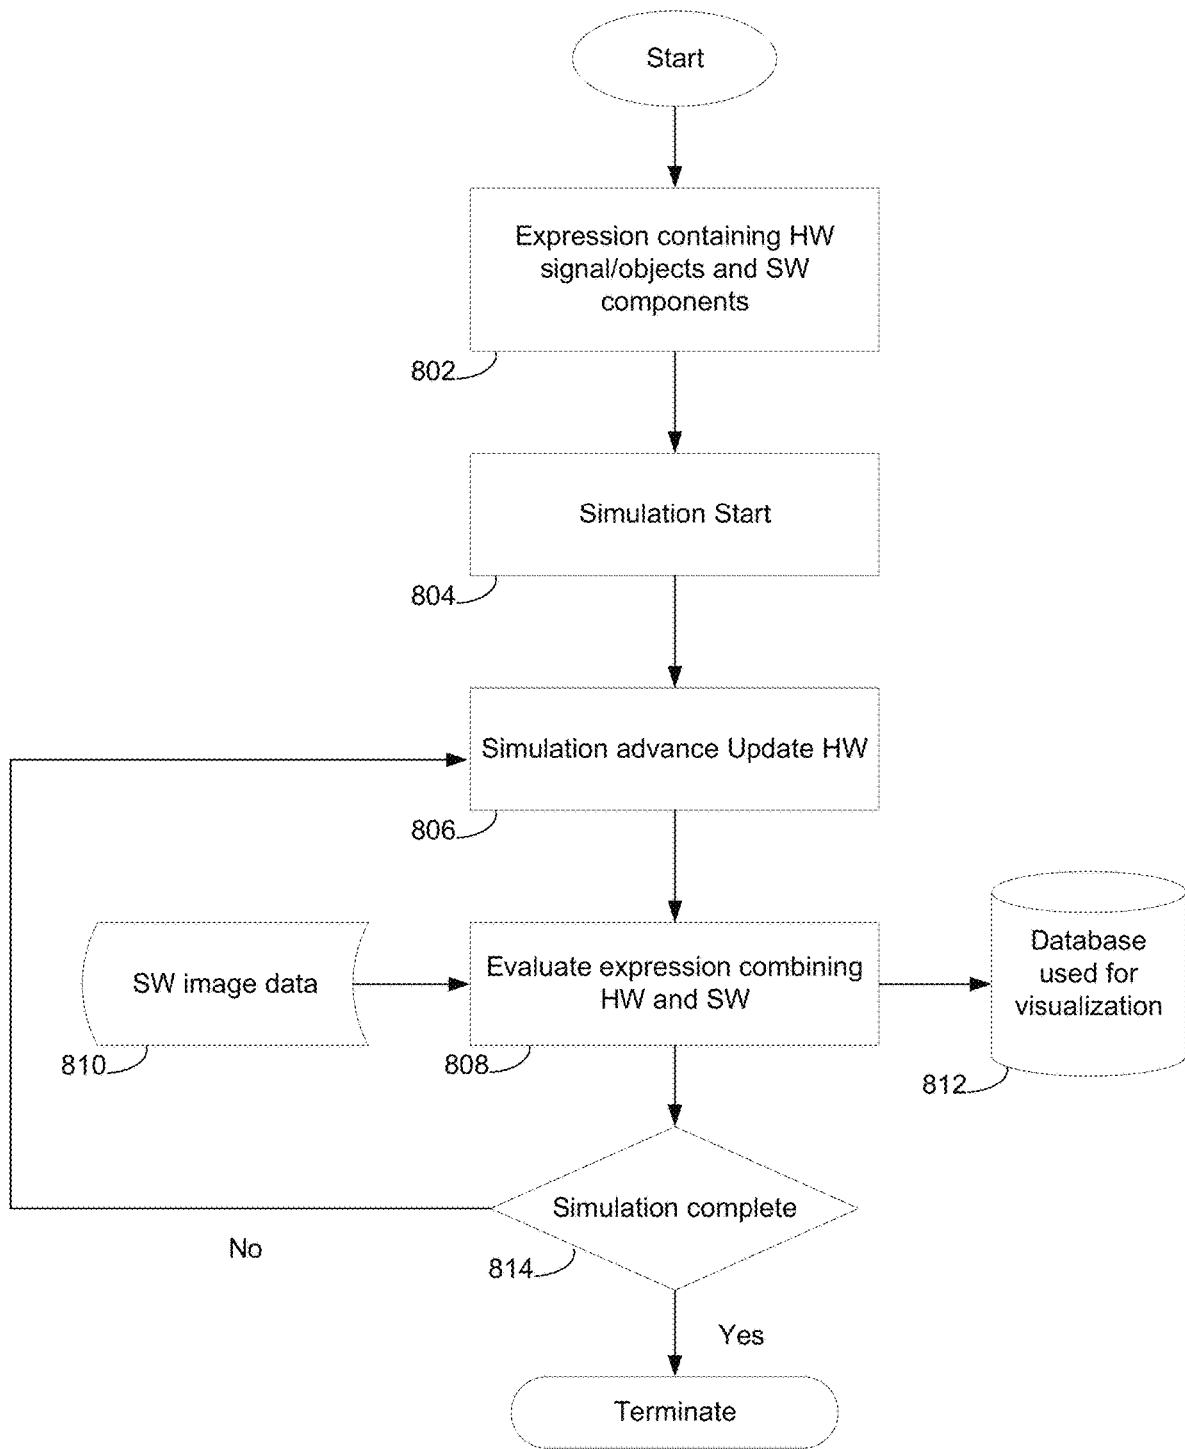 Start
Expression containing HW
signal/objects and SW
components
802
Simulation Start
804
Simulation advance Update HW
806
SW image data
810
Evaluate expression combining
HW and SW
808
Database
used for
visualization
812
Simulation complete
814
No
Yes
Terminate